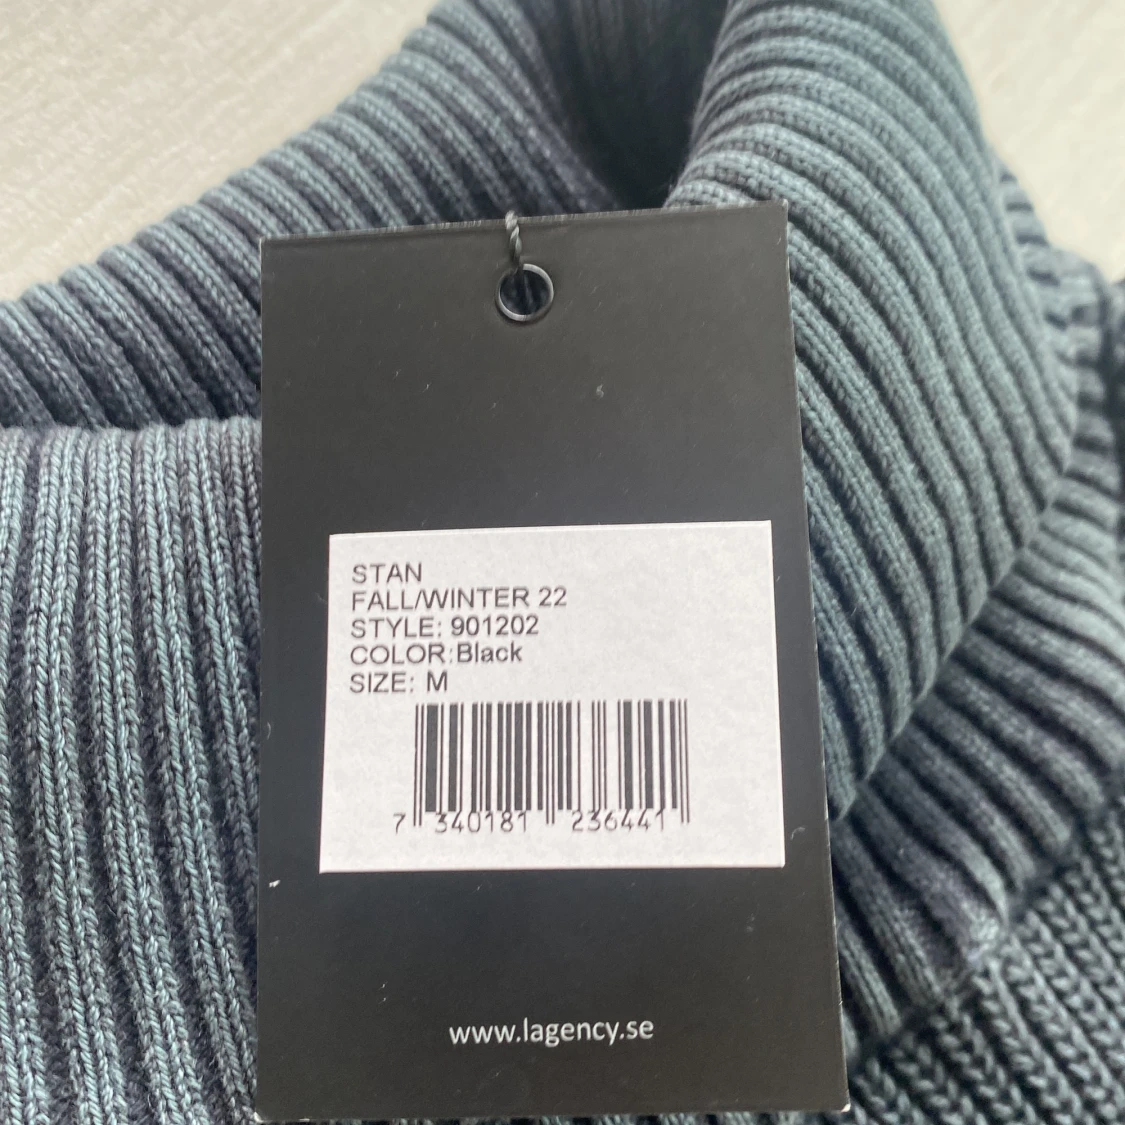 STAN
FALL/WINTER 22
STYLE: 901202
COLOR:Black
SIZE: M
7 340181 236441
www.lagency.se